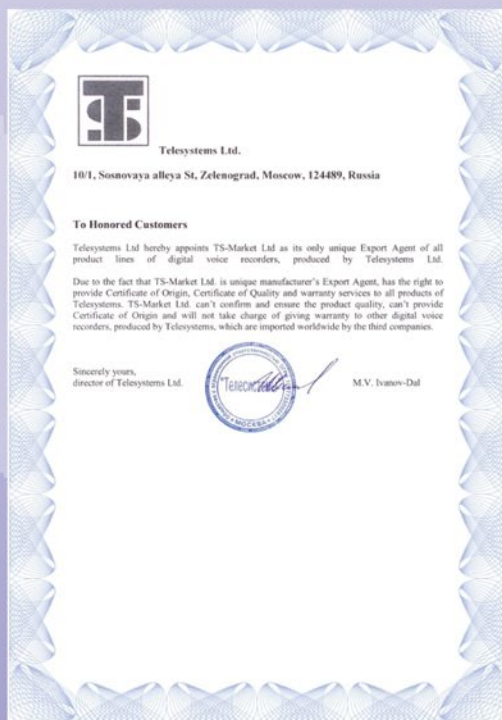 TS
Telesystems Ltd.
10/1, Sosnovaya alleya St, Zelenograd, Moscow, 124489, Russia
To Honored Customers
Telesystems Ltd hereby appoints TS-Market Ltd as its only unique Export Agent of all
product lines of digital voice recorders, produced by Telesystems Ltd.
Due to the fact that TS-Market Ltd. is unique manufacturer's Export Agent, has the right to
provide Certificate of Origin, Certificate of Quality and warranty services to all products of
Telesystems. TS-Market Ltd. can't confirm and ensure the product quality, can't provide
Certificate of Origin and will not take charge of giving warranty to other digital voice
recorders, produced by Telesystems, which are imported worldwide by the third companies.
Sincerely yours,
director of Telesystems Ltd.
M.V. Ivanov-Dal
МОСКВА